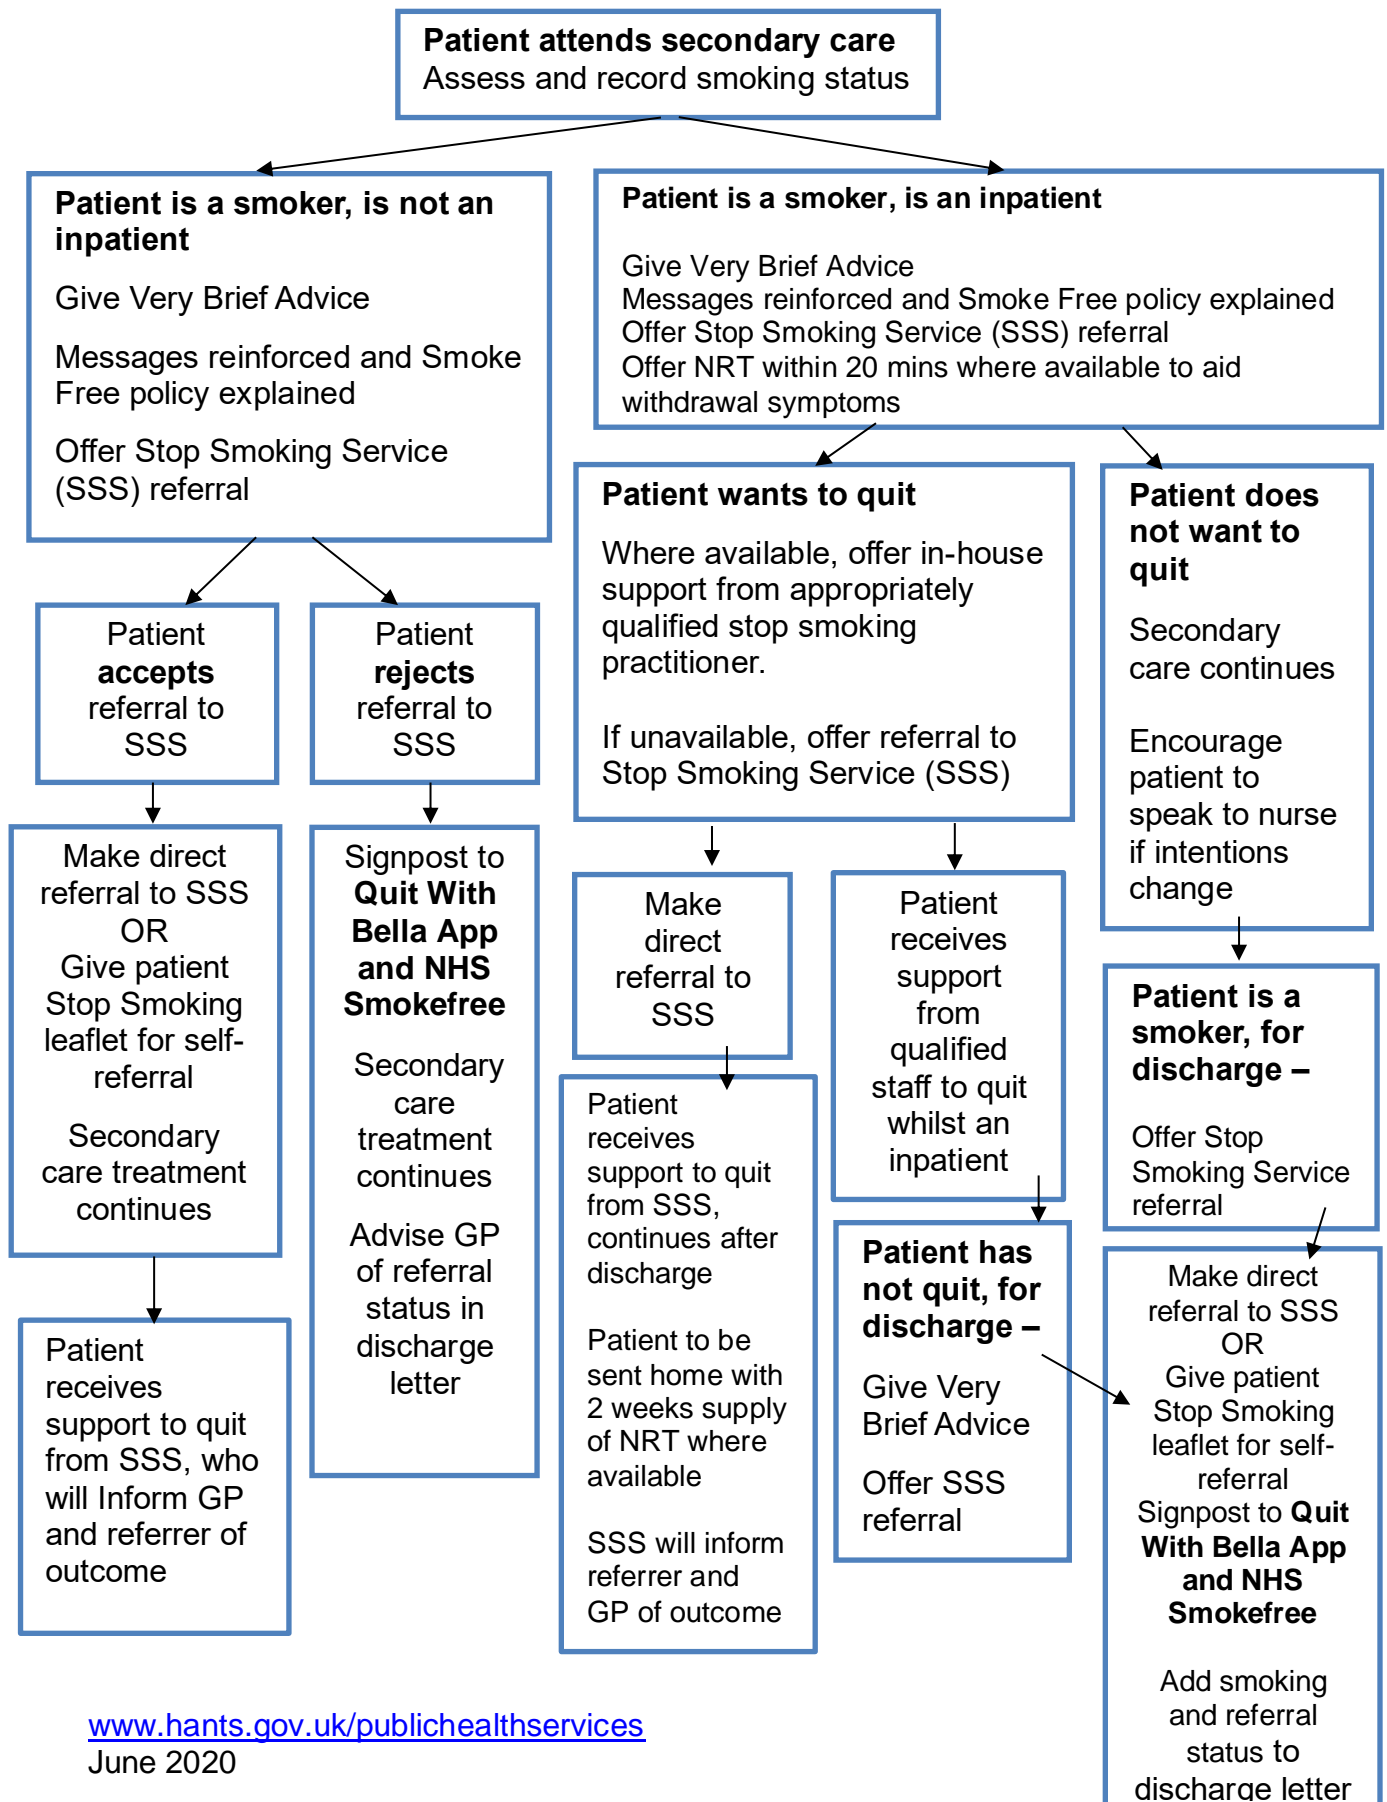 Patient attends secondary care
Assess and record smoking status
Patient is a smoker, is not an
inpatient
Give Very Brief Advice
Messages reinforced and Smoke
Free policy explained
Offer Stop Smoking Service
(SSS) referral
Patient is a smoker, is an inpatient
Give Very Brief Advice
Messages reinforced and Smoke Free policy explained
Offer Stop Smoking Service (SSS) referral
Offer NRT within 20 mins where available to aid
withdrawal symptoms
Patient
accepts
referral to
SSS
Patient
rejects
referral to
SSS
Patient wants to quit
Where available, offer in-house
support from appropriately
qualified stop smoking
practitioner.
If unavailable, offer referral to
Stop Smoking Service (SSS)
Patient does
not want to
quit
Secondary
care continues
Encourage
patient to
speak to nurse
if intentions
change
Make direct
referral to SSS
OR
Give patient
Stop Smoking
leaflet for self-
referral
Secondary
care treatment
continues
Signpost to
Quit With
Bella App
and NHS
Smokefree
Secondary
care
treatment
continues
Advise GP
of referral
status in
discharge
letter
Make
direct
referral to
SSS
Patient
receives
support
from
qualified
staff to quit
whilst an
inpatient
Patient is a
smoker, for
discharge –
Offer Stop
Smoking Service
referral
Patient
receives
support to quit
from SSS, who
will Inform GP
and referrer of
outcome
Patient
receives
support to quit
from SSS,
continues after
discharge
Patient to be
sent home with
2 weeks supply
of NRT where
available
SSS will inform
referrer and
GP of outcome
Patient has
not quit, for
discharge –
Give Very
Brief Advice
Offer SSS
referral
Make direct
referral to SSS
OR
Give patient
Stop Smoking
leaflet for self-
referral
Signpost to Quit
With Bella App
and NHS
Smokefree
Add smoking
and referral
status to
discharge letter
www.hants.gov.uk/publichealthservices
June 2020